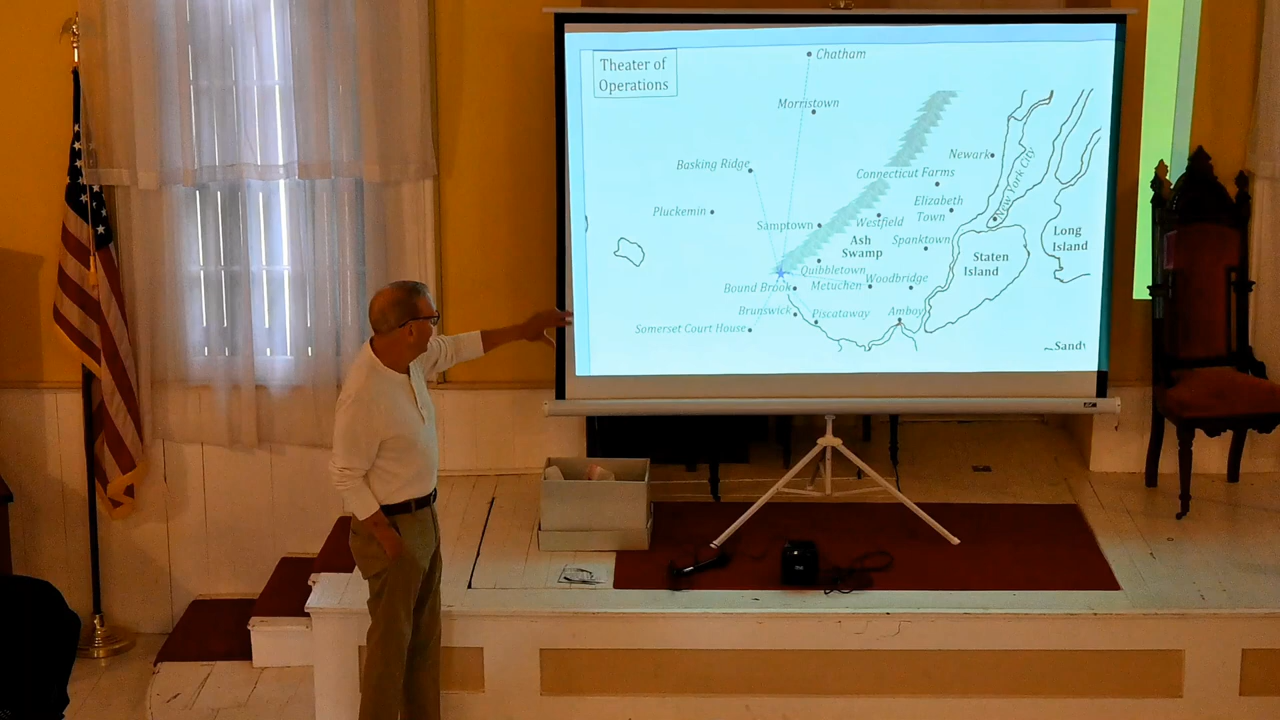 Theater of
Operations
Chatham
Morristown
Newark
Basking Ridge
Connecticut Farms
New York City
Elizabeth
Town
Pluckemin
Samptown
Westfield
Ash
Swamp
Spanktown
Staten
Island
Long
Island
Quibbletown
Bound Brook
Metuchen
Woodbridge
Brunswick
Piscataway
Amboy
Somerset Court House
Sand